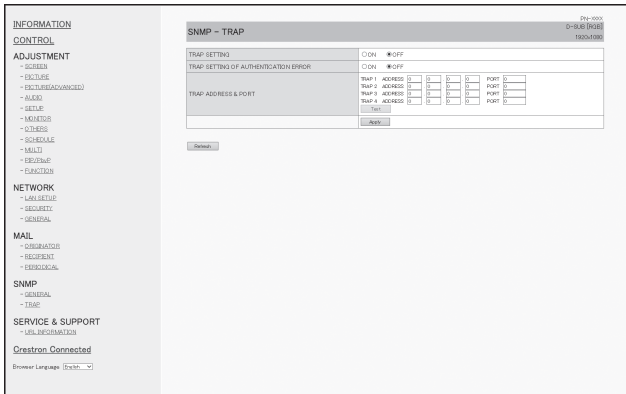 INFORMATION
CONTROL
ADJUSTMENT
- SCREEN
- PICTURE
- PICTURE(ADVANCED)
- AUDIO
- SETUP
- MONITOR
- OTHERS
- SCHEDULE
- MULTI
- PIP/PbyP
- FUNCTION
NETWORK
- LAN SETUP
- SECURITY
- GENERAL
MAIL
- ORIGINATOR
- RECIPIENT
- PERIODICAL
SNMP
- GENERAL
- TRAP
SERVICE & SUPPORT
- URL INFORMATION
Crestron Connected
Browser Language English
PN-XXXX
SNMP - TRAP
D-SUB [RGB]
1920x1080
TRAP SETTING ON OFF
TRAP SETTING OF AUTHENTICATION ERROR ON OFF
TRAP ADDRESS & PORT
TRAP 1 ADDRESS 0 . 0 . 0 . 0 PORT 0
TRAP 2 ADDRESS 0 . 0 . 0 . 0 PORT 0
TRAP 3 ADDRESS 0 . 0 . 0 . 0 PORT 0
TRAP 4 ADDRESS 0 . 0 . 0 . 0 PORT 0
Test
Apply
Refresh